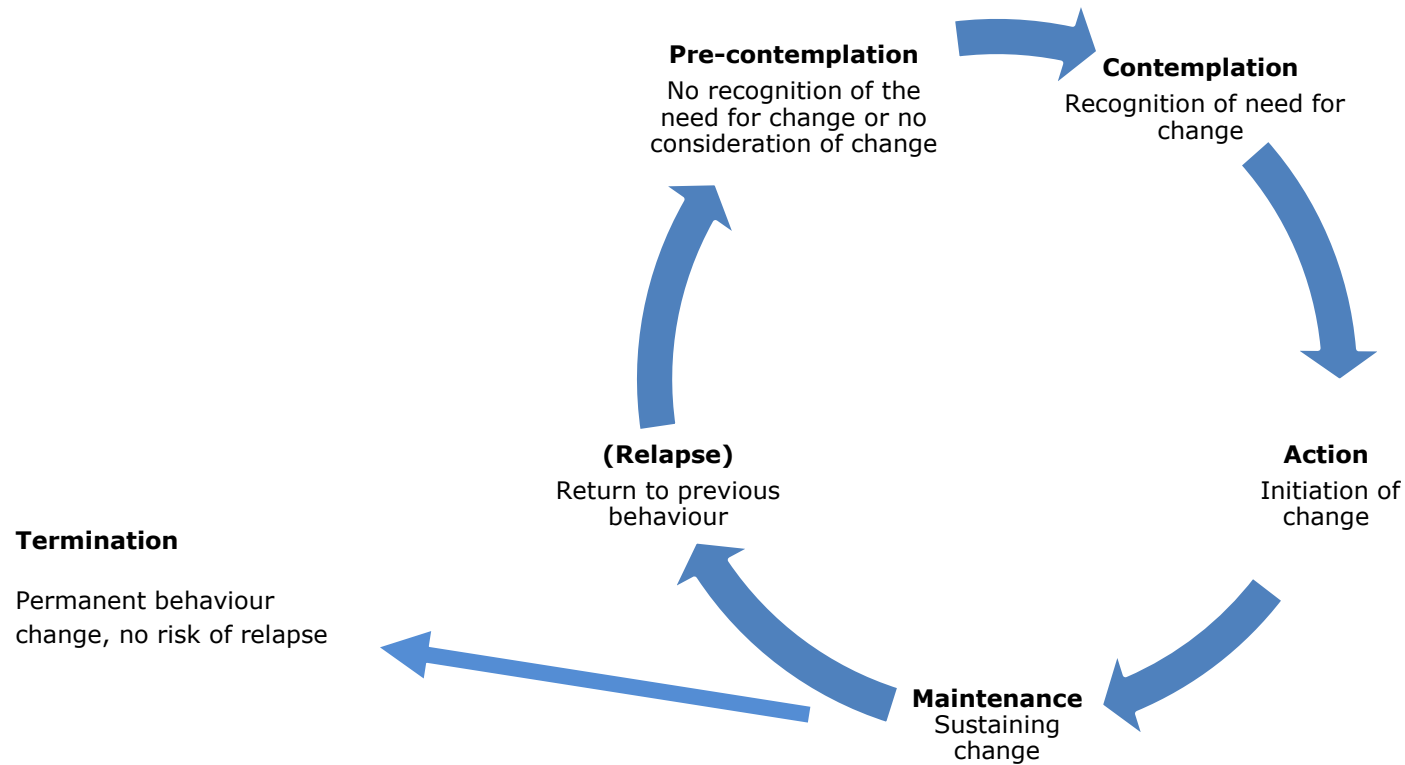 Pre-contemplation
No recognition of the
need for change or no
consideration of change
Contemplation
Recognition of need for
change
Action
Initiation of
change
Maintenance
Sustaining
change
(Relapse)
Return to previous
behaviour
Termination
Permanent behaviour
change, no risk of relapse